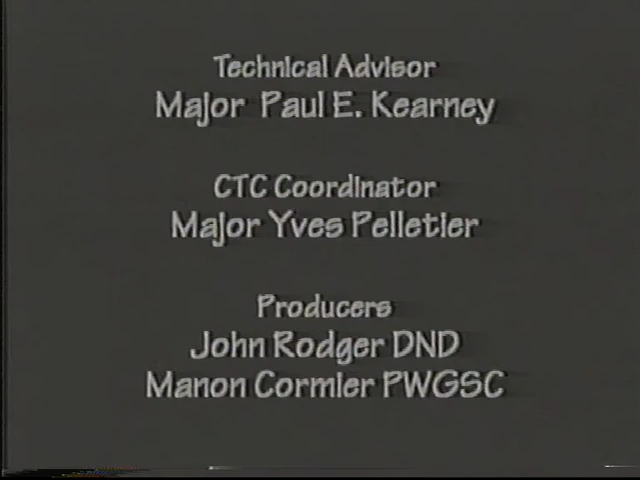 Technical Advisor
Major Paul E. Kearney
CTC Coordinator
Major Yves Pelletier
Producers
John Rodger DND
Manon Cormier PWGSC